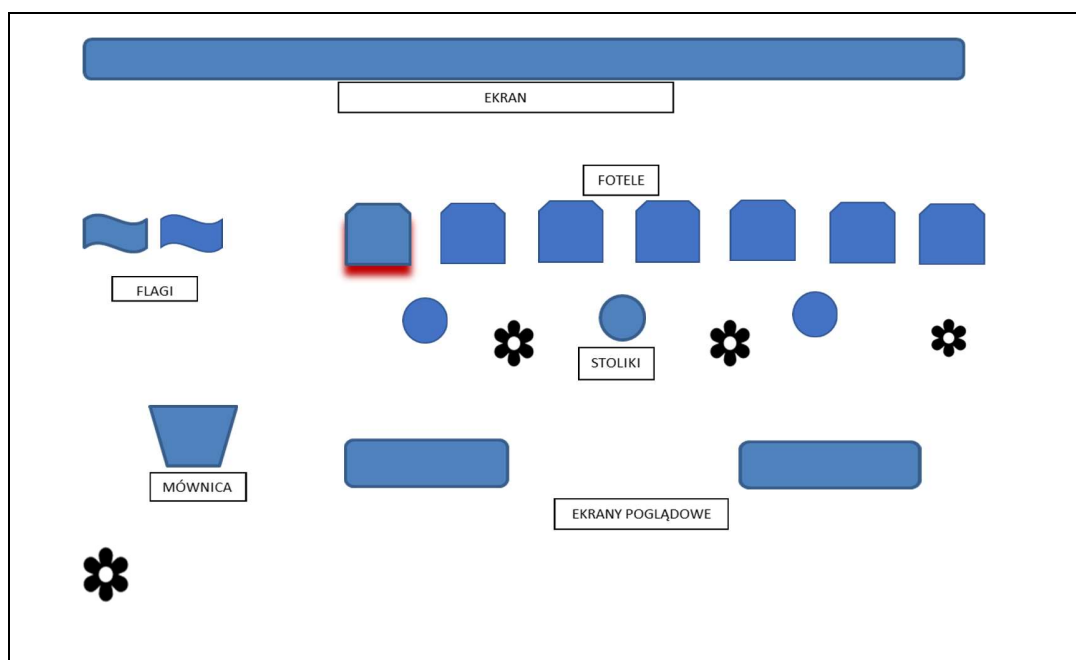 EKRAN
FOTELE
FLAGI
STOLIKI
MÓWNICA
EKRANY POGLĄDOWE